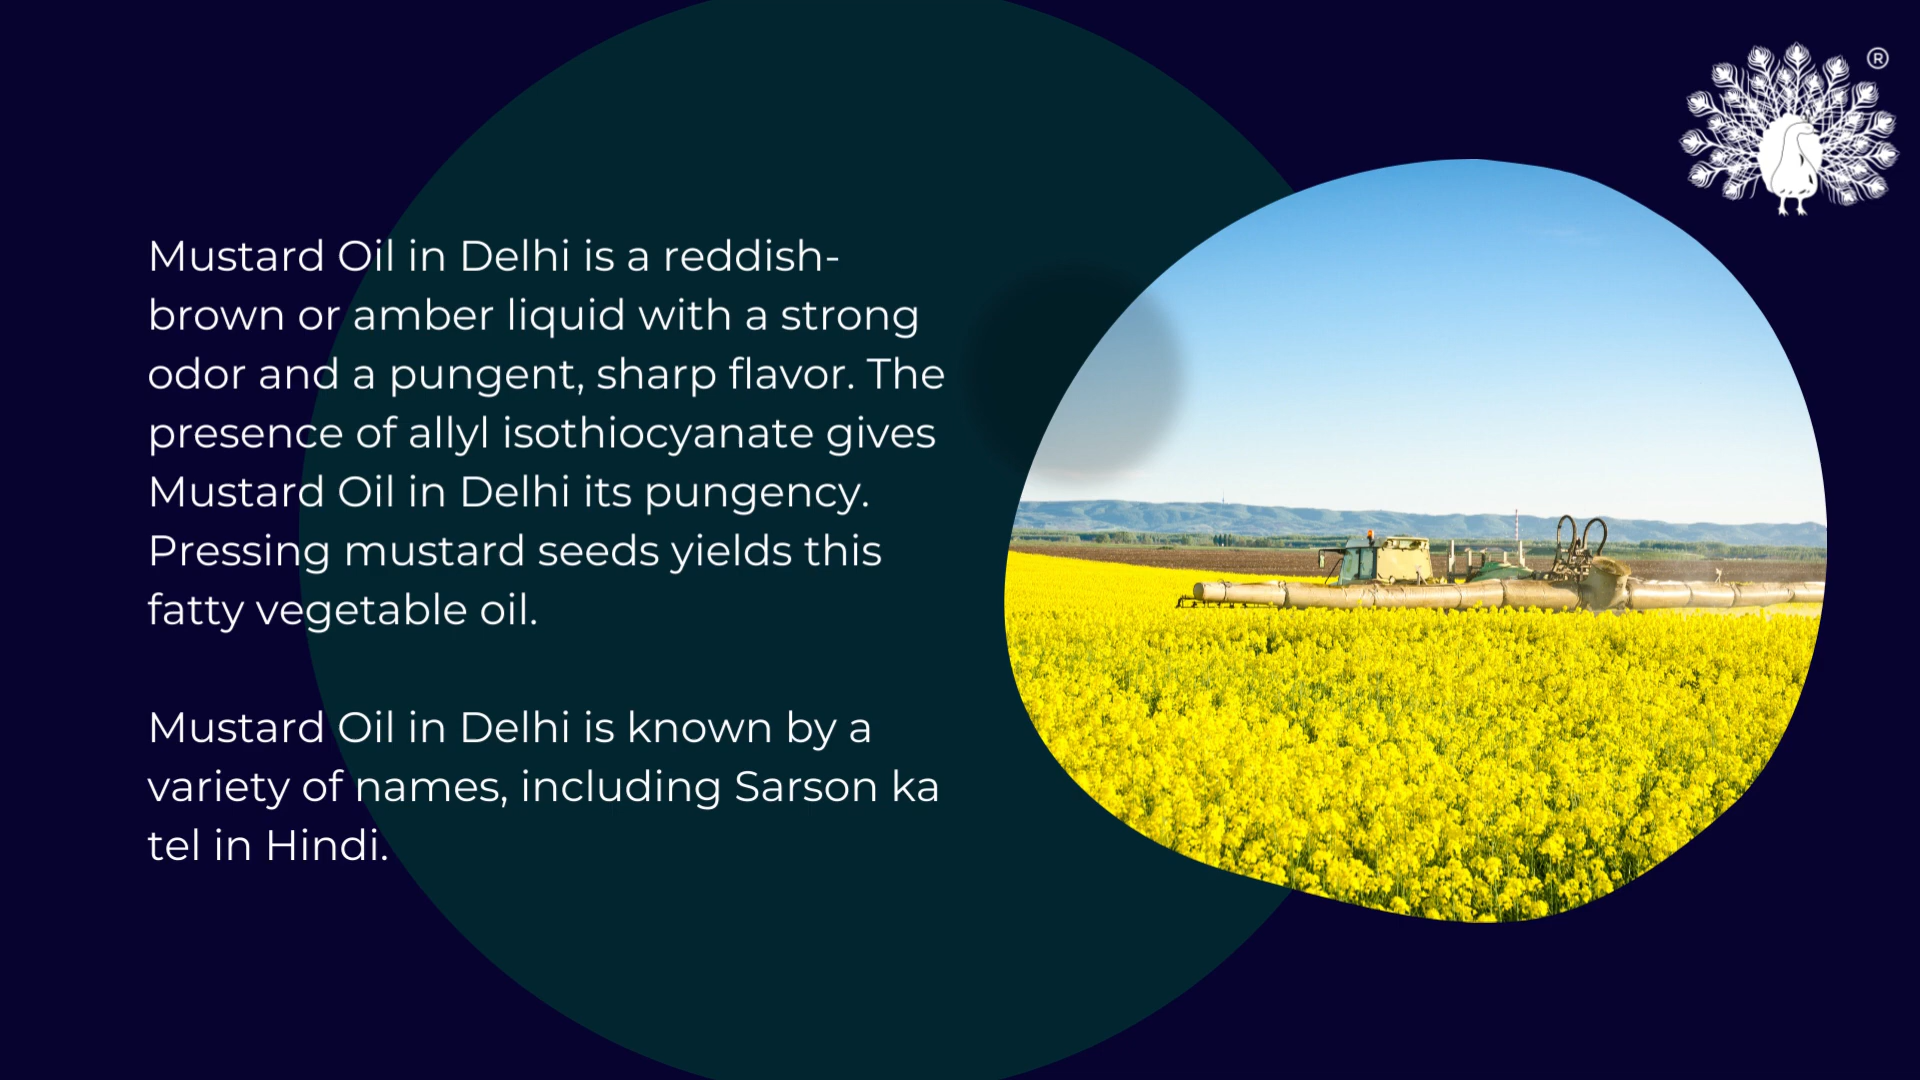 Mustard Oil in Delhi is a reddish-
brown or amber liquid with a strong
odor and a pungent, sharp flavor. The
presence of allyl isothiocyanate gives
Mustard Oil in Delhi its pungency.
Pressing mustard seeds yields this
fatty vegetable oil.
Mustard Oil in Delhi is known by a
variety of names, including Sarson ka
tel in Hindi.
®